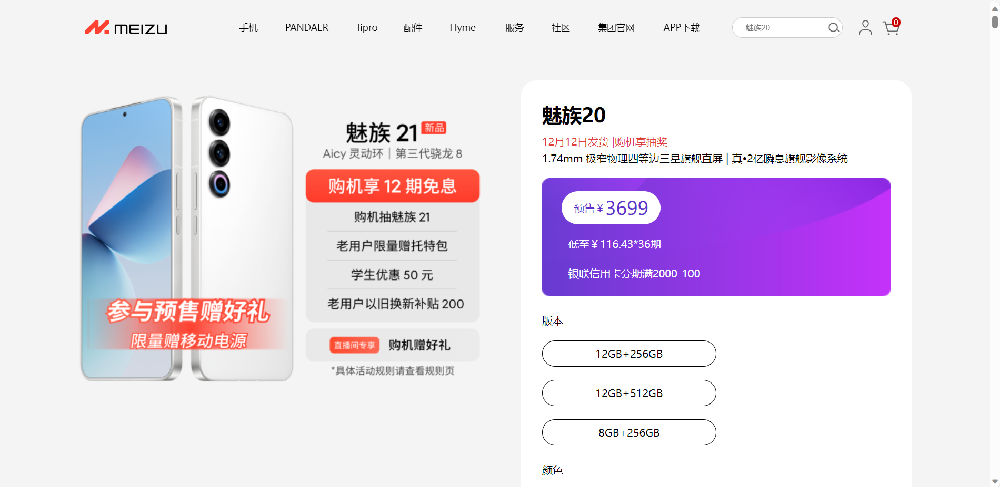 MEIZU
手机 PANDAER lipro 配件 Flyme 服务 社区 集团官网 APP下载 魅族20 0
魅族 21 新品
Aicy 灵动环｜第三代骁龙 8
购机享 12 期免息
购机抽魅族 21
老用户限量赠托特包
学生优惠 50 元
老用户以旧换新补贴 200
直播间专享 购机赠好礼
*具体活动规则请查看规则页
参与预售赠好礼
限量赠移动电源
魅族20
12月12日发货 |购机享抽奖
1.74mm 极窄物理四等边三星旗舰直屏 | 真•2亿瞬息旗舰影像系统
预售￥3699
低至￥116.43*36期
银联信用卡分期满2000-100
版本
12GB+256GB
12GB+512GB
8GB+256GB
颜色